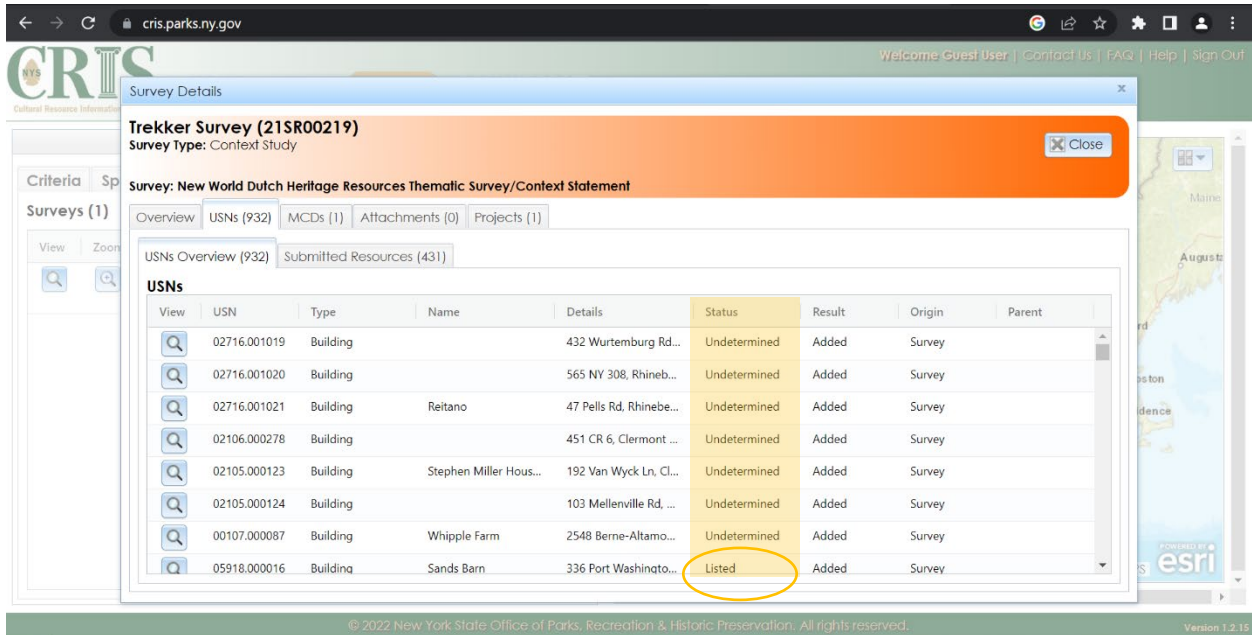 cris.parks.ny.gov
NYS
CRIS
Welcome Guest User | Contact Us | FAQ | Help | Sign Out
Survey Details
x
Trekker Survey (21SR00219)
Survey Type: Context Study
Close
Survey: New World Dutch Heritage Resources Thematic Survey/Context Statement
Criteria Sp
Surveys (1)
View Zoon
Overview USNs (932) MCDs (1) Attachments (0) Projects (1)
USNs Overview (932) Submitted Resources (431)
USNs
View USN Type Name Details Status Result Origin Parent
02716.001019 Building 432 Wurtemburg Rd... Undetermined Added Survey
02716.001020 Building 565 NY 308, Rhineb... Undetermined Added Survey
02716.001021 Building Reitano 47 Pells Rd, Rhinebe... Undetermined Added Survey
02106.000278 Building 451 CR 6, Clermont ... Undetermined Added Survey
02105.000123 Building Stephen Miller Hous... 192 Van Wyck Ln, Cl... Undetermined Added Survey
02105.000124 Building 103 Mellenville Rd, ... Undetermined Added Survey
00107.000087 Building Whipple Farm 2548 Berne-Altamo... Undetermined Added Survey
05918.000016 Building Sands Barn 336 Port Washingto... Listed Added Survey
Maine
Augusta
rd
oston
idence
POWERED BY
esri
© 2022 New York State Office of Parks, Recreation & Historic Preservation. All rights reserved.
Version 1.2.15